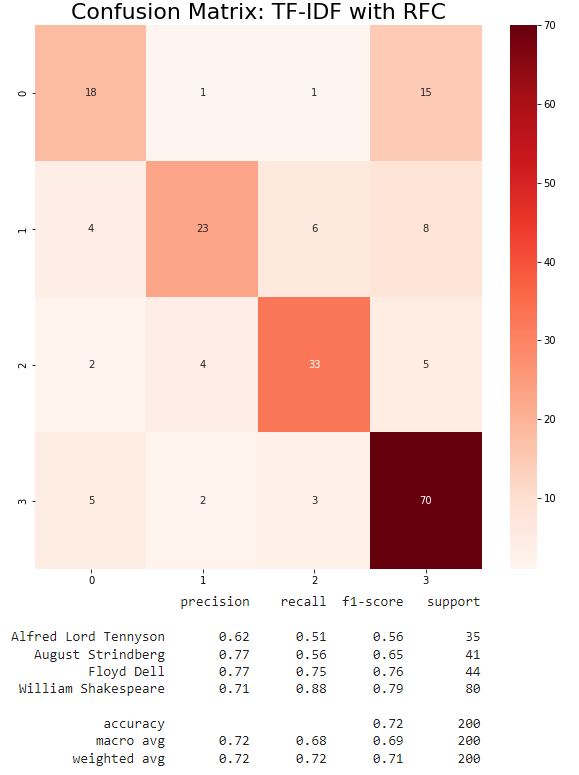 Confusion Matrix: TF-IDF with RFC
0 18 1 1 15
1 4 23 6 8
2 2 4 33 5
3 5 2 3 70
0 1 2 3
70
60
50
40
30
20
10
precision recall f1-score support
Alfred Lord Tennyson 0.62 0.51 0.56 35
August Strindberg 0.77 0.56 0.65 41
Floyd Dell 0.77 0.75 0.76 44
William Shakespeare 0.71 0.88 0.79 80
accuracy 0.72 200
macro avg 0.72 0.68 0.69 200
weighted avg 0.72 0.72 0.71 200